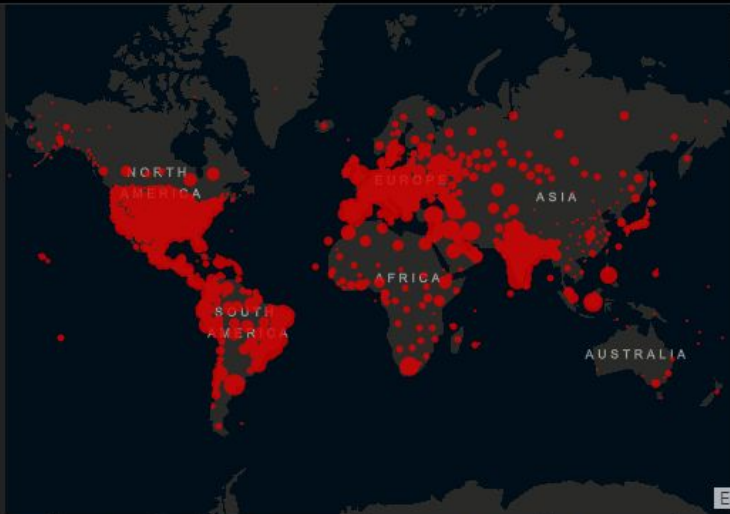 NORTH
AMERICA
EUROPE
ASIA
AFRICA
SOUTH
AMERICA
AUSTRALIA
E